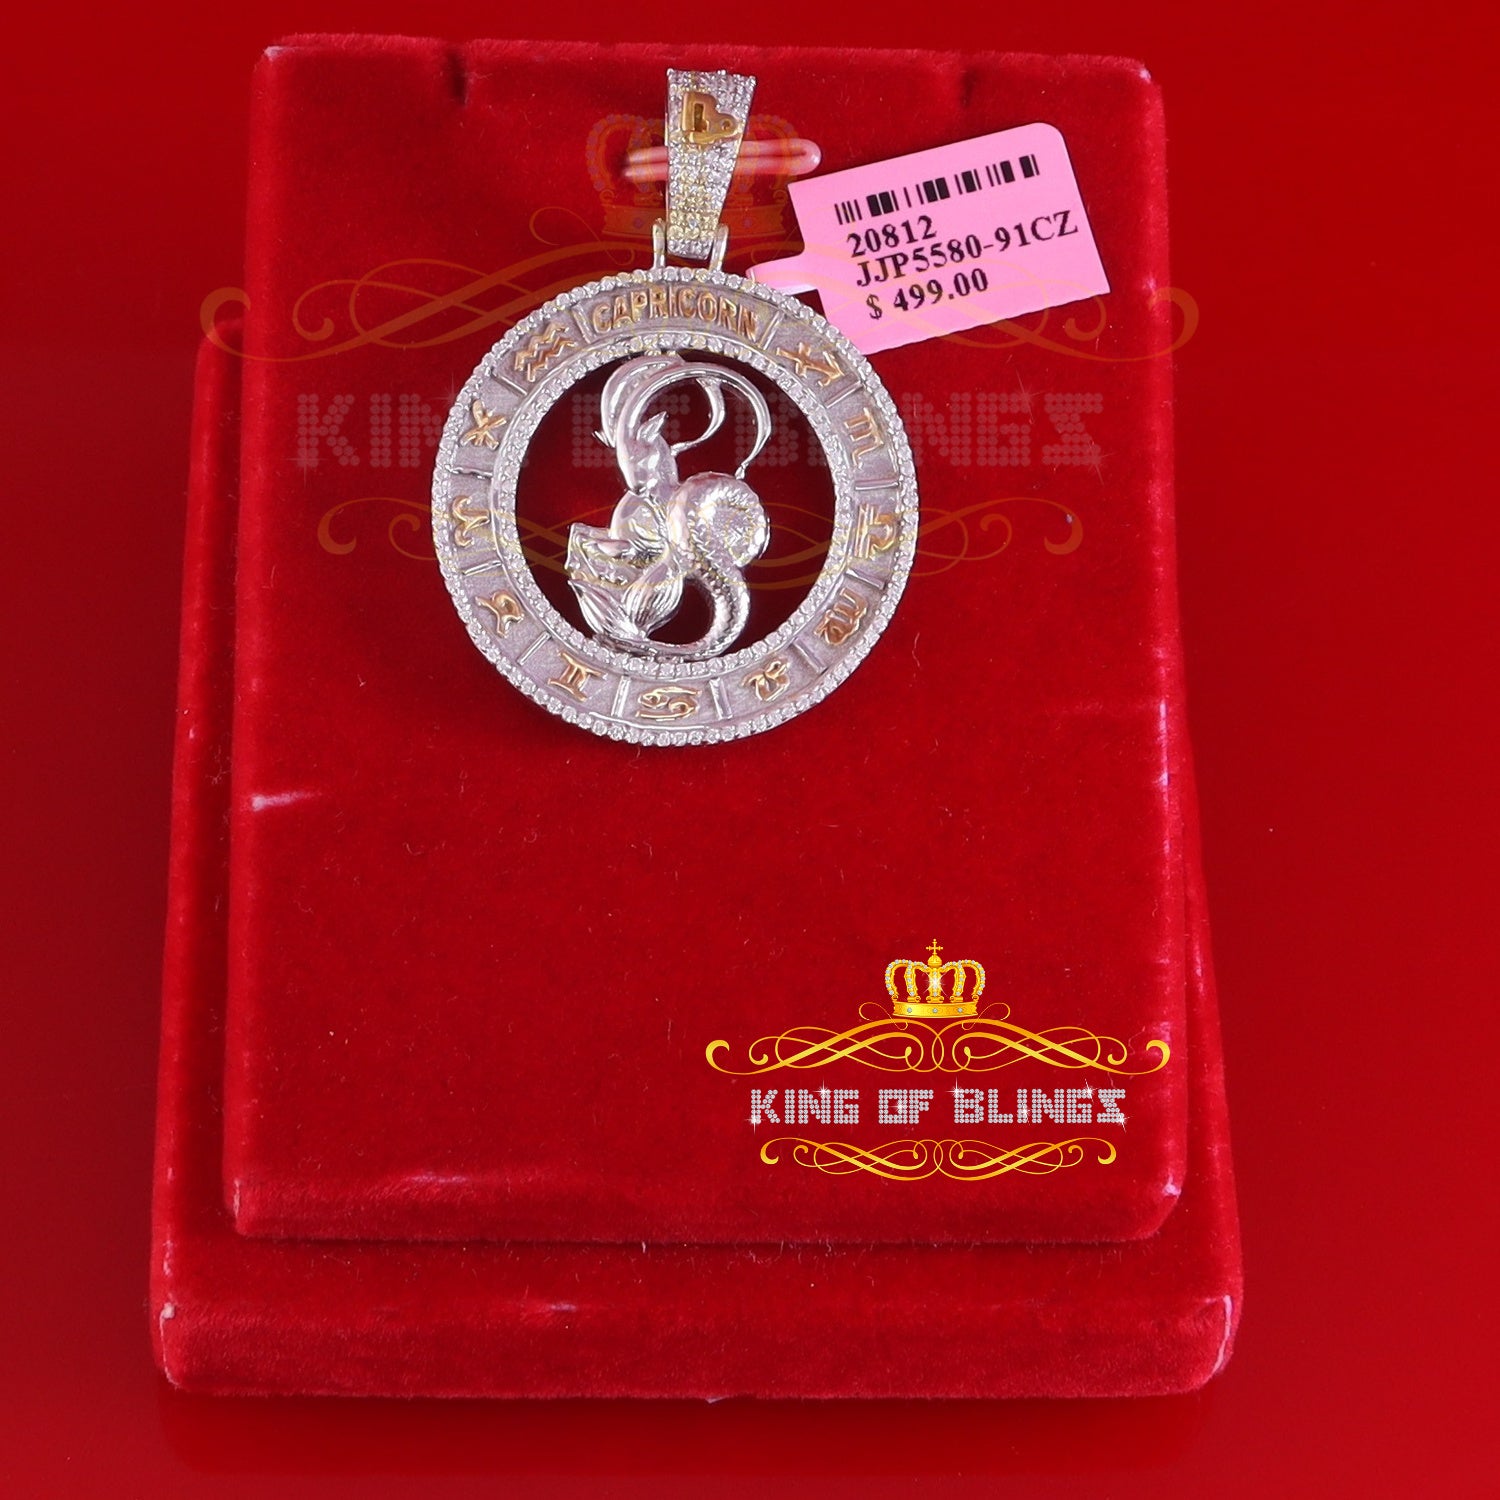 20812
JJP5580-91CZ
$ 499.00
CAPRICORN
KING OF BLINGS
KING OF BLINGS